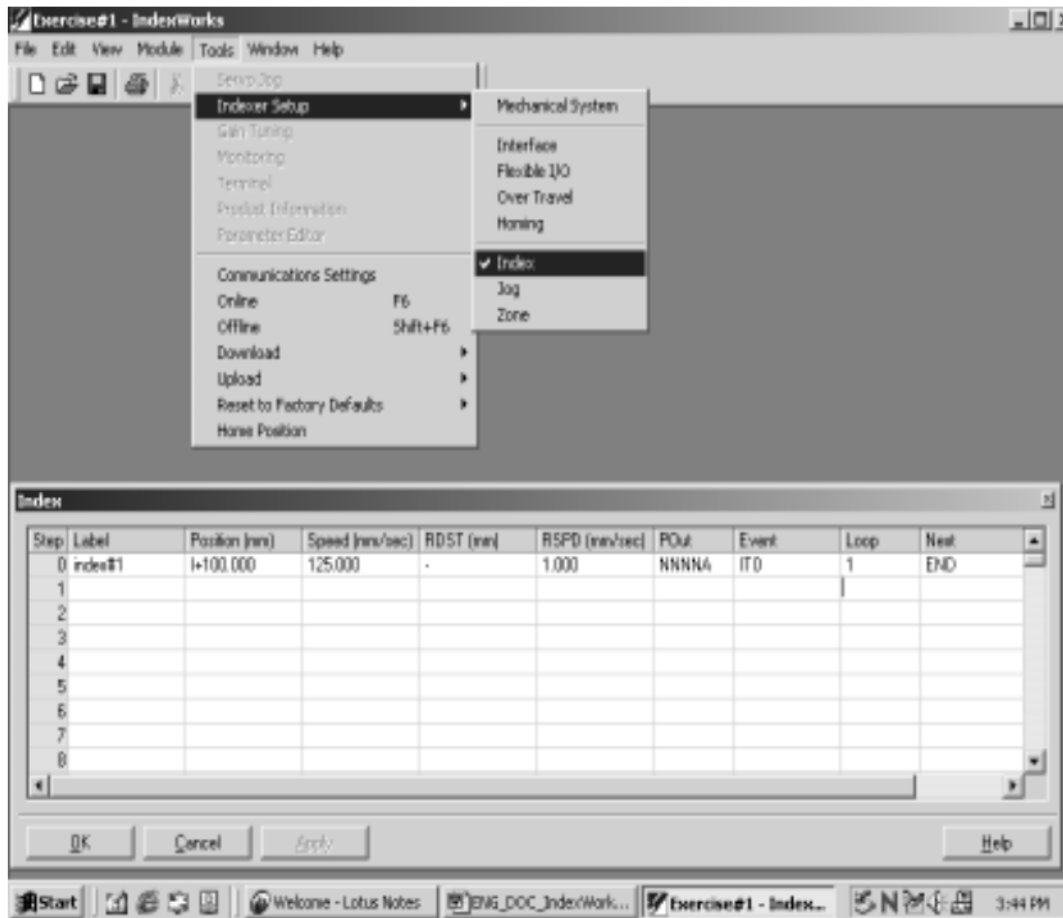 Exercise#1 - IndexWorks
File Edit View Module Tools Window Help
Servo Jog
Indexer Setup
Gain Tuning
Monitoring
Terminal
Product Information
Parameter Editor
Communications Settings
Online F6
Offline Shift+F6
Download
Upload
Reset to Factory Defaults
Home Position
Mechanical System
Interface
Flexible I/O
Over Travel
Homing
Index
Jog
Zone
Index
Step Label Position (mm) Speed (mm/sec) RDST (mm) RSPD (mm/sec) POut Event Loop Next
0 index#1 I+100.000 125.000 - 1.000 NNNNA IT0 1 END
1
2
3
4
5
6
7
8
OK Cancel Apply Help
Start Welcome - Lotus Notes ENG_DOC_IndexWork... Exercise#1 - Index... 3:44 PM